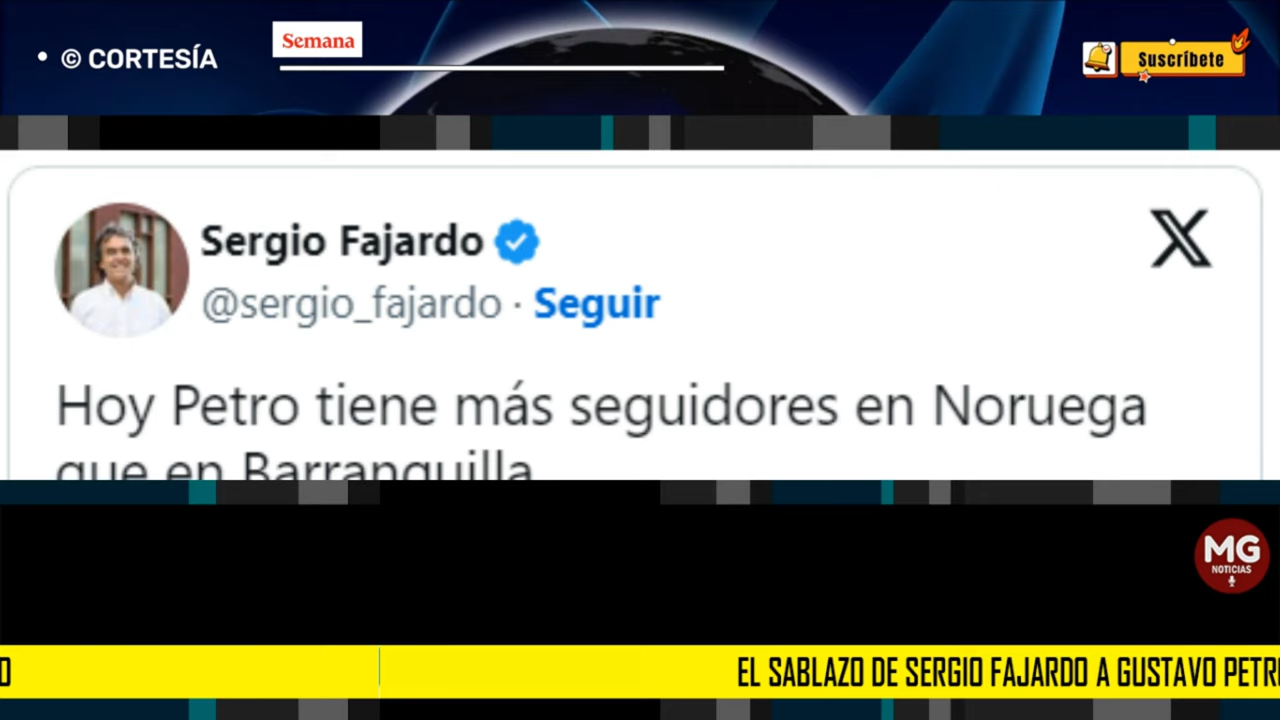 • © CORTESÍA
Semana
Suscríbete
Sergio Fajardo
@sergio_fajardo · Seguir
Hoy Petro tiene más seguidores en Noruega
que en Barranquilla
MG
NOTICIAS
EL SABLAZO DE SERGIO FAJARDO A GUSTAVO